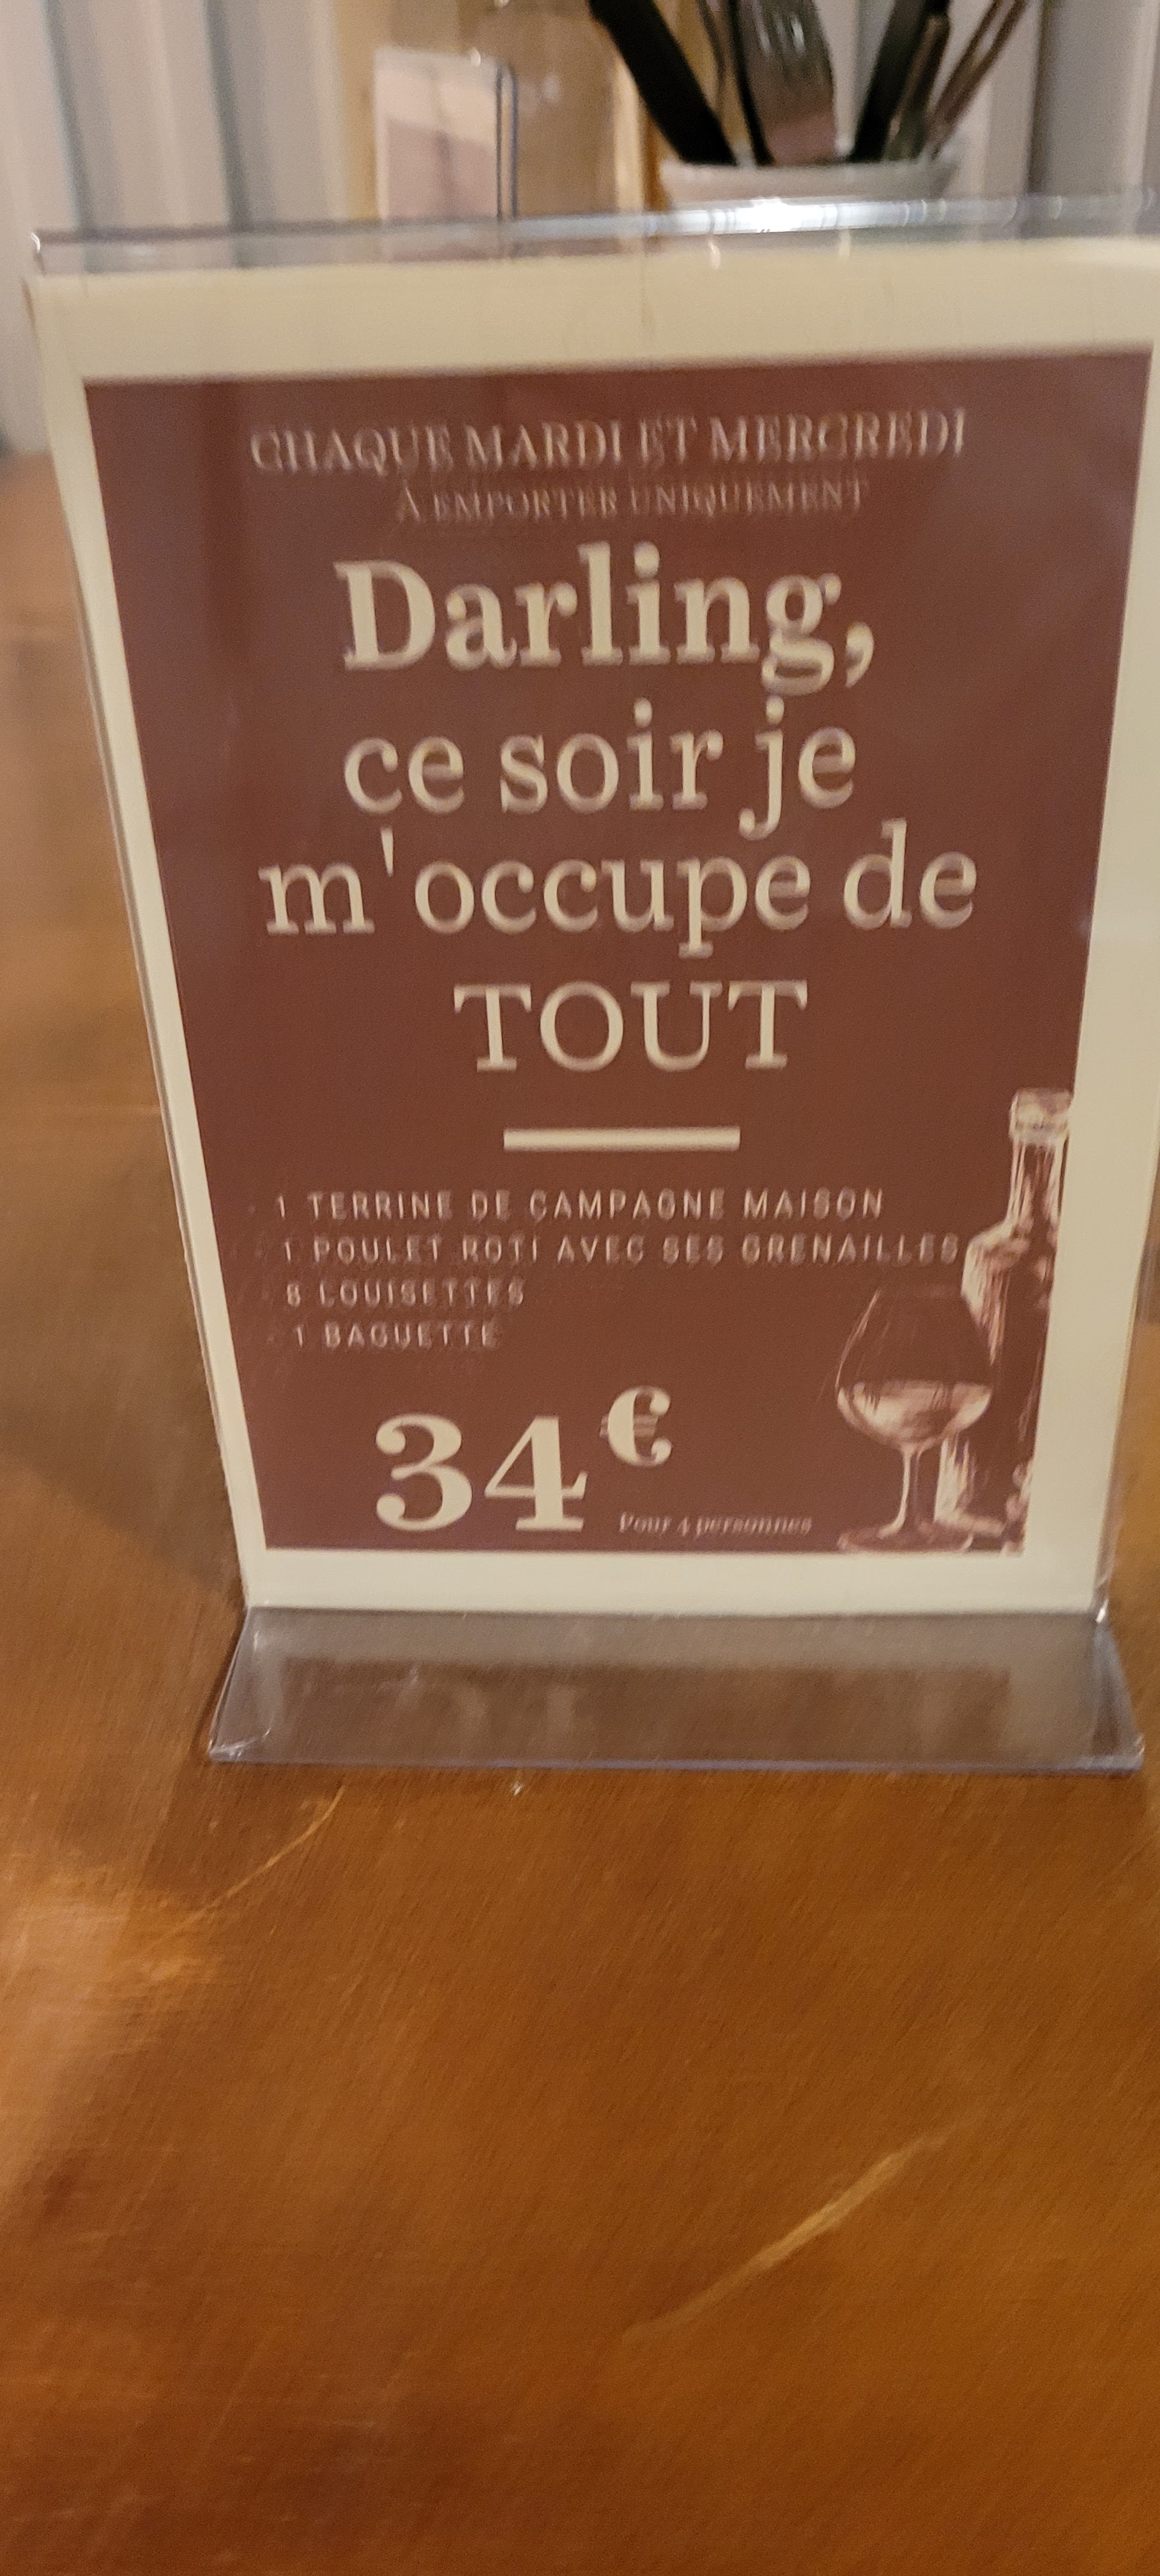 CHAQUE MARDI ET MERCREDI
À EMPORTER UNIQUEMENT
Darling,
ce soir je
m'occupe de
TOUT
1 TERRINE DE CAMPAGNE MAISON
1 POULET ROTI AVEC SES GRENAILLES
8 LOUISETTES
1 BAGUETTE
34€
Pour 4 personnes